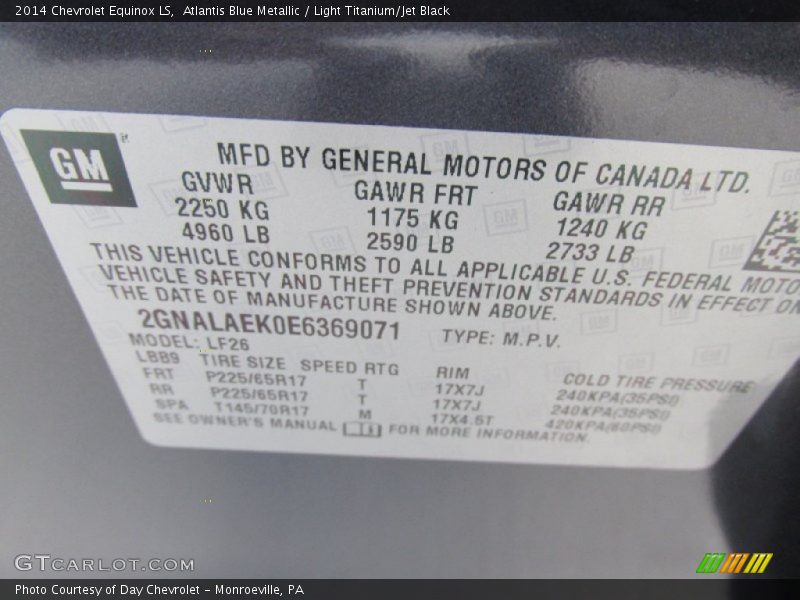 2014 Chevrolet Equinox LS, Atlantis Blue Metallic / Light Titanium/Jet Black
GM
MFD BY GENERAL MOTORS OF CANADA LTD.
GVWR GAWR FRT GAWR RR
2250 KG 1175 KG 1240 KG
4960 LB 2590 LB 2733 LB
THIS VEHICLE CONFORMS TO ALL APPLICABLE U.S. FEDERAL MOTO
VEHICLE SAFETY AND THEFT PREVENTION STANDARDS IN EFFECT ON
THE DATE OF MANUFACTURE SHOWN ABOVE.
2GNALAEK0E6369071 TYPE: M.P.V.
MODEL: LF26
LBB9 TIRE SIZE SPEED RTG RIM COLD TIRE PRESSURE
FRT P225/65R17 T 17X7J 240KPA(35PSI)
RR P225/65R17 T 17X7J 240KPA(35PSI)
SPA T145/70R17 M 17X4.5T 420KPA(60PSI)
SEE OWNER'S MANUAL FOR MORE INFORMATION.
GTCARLOT.COM
Photo Courtesy of Day Chevrolet - Monroeville, PA